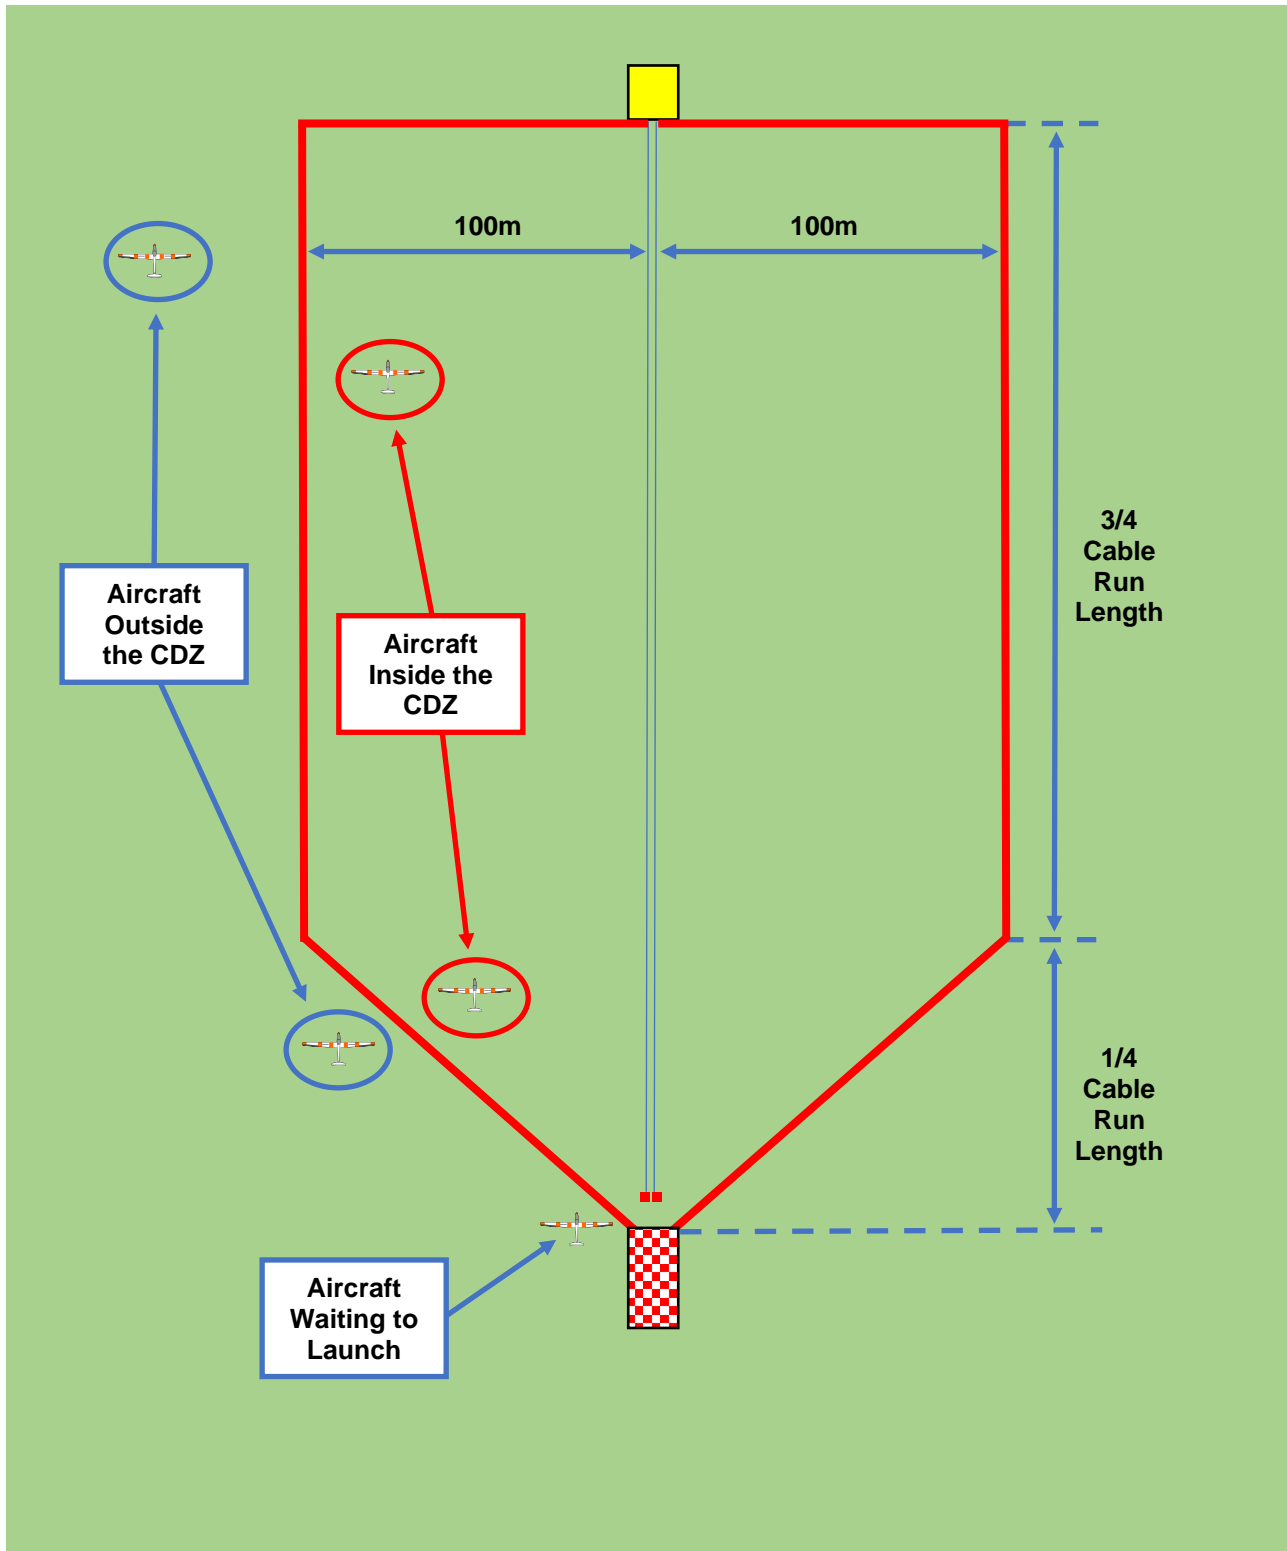 100m
100m
3/4
Cable
Run
Length
Aircraft
Outside
the CDZ
Aircraft
Inside the
CDZ
1/4
Cable
Run
Length
Aircraft
Waiting to
Launch